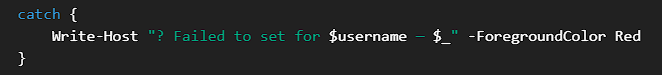 catch {
    Write-Host "? Failed to set for $username – $_" -ForegroundColor Red
}